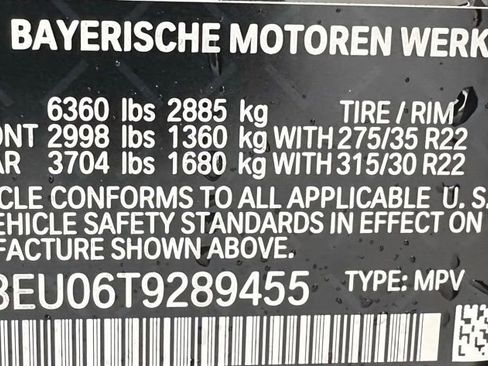 BAYERISCHE MOTOREN WERK
6360 lbs 2885 kg TIRE / RIM
ONT 2998 lbs 1360 kg WITH 275/35 R22
AR 3704 lbs 1680 kg WITH 315/30 R22
CLE CONFORMS TO ALL APPLICABLE U. S.
EHICLE SAFETY STANDARDS IN EFFECT ON
FACTURE SHOWN ABOVE.
EU06T9289455 TYPE: MPV